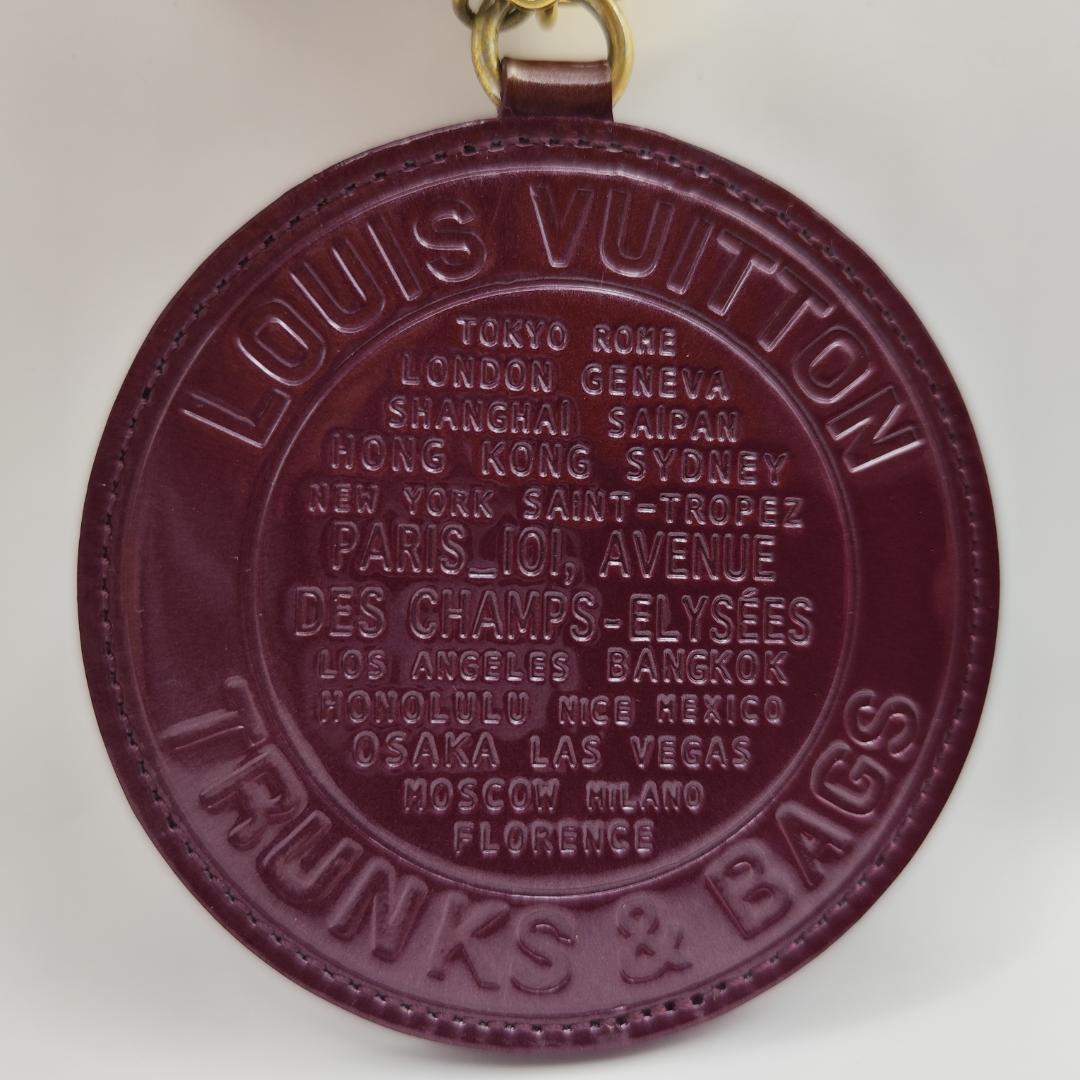 LOUIS VUITTON
TOKYO ROME
LONDON GENEVA
SHANGHAi SAiPAN
HONG KONG SYDNEY
NEW YORK SAiNT-TROPEZ
PARIS_101, AVENUE
DES CHAMPS-ELYSÉES
LOS ANGELES BANGKOK
HONOLULU NiCE MEXICO
OSAKA LAS VEGAS
MOSCOW MiLANO
FLORENCE
TRUNKS & BAGS